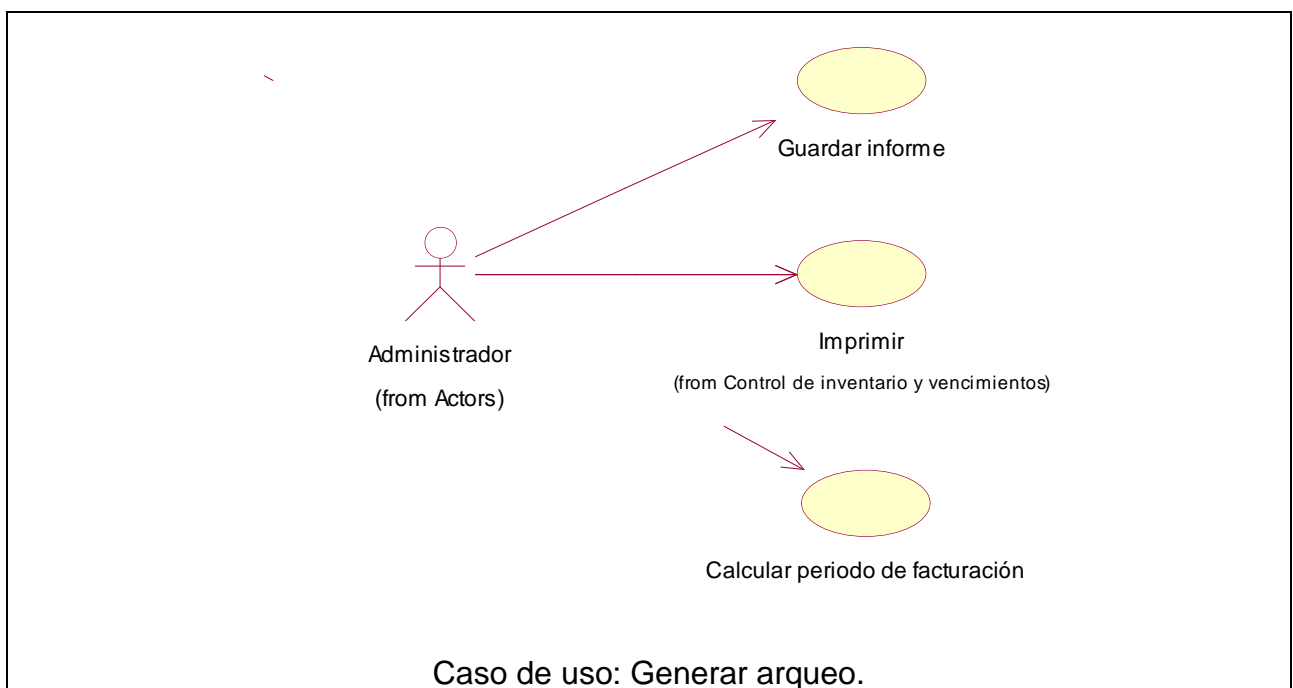 Guardar informe
Imprimir
Administrador
(from Control de inventario y vencimientos)
(from Actors)
Calcular periodo de facturación
Caso de uso: Generar arqueo.